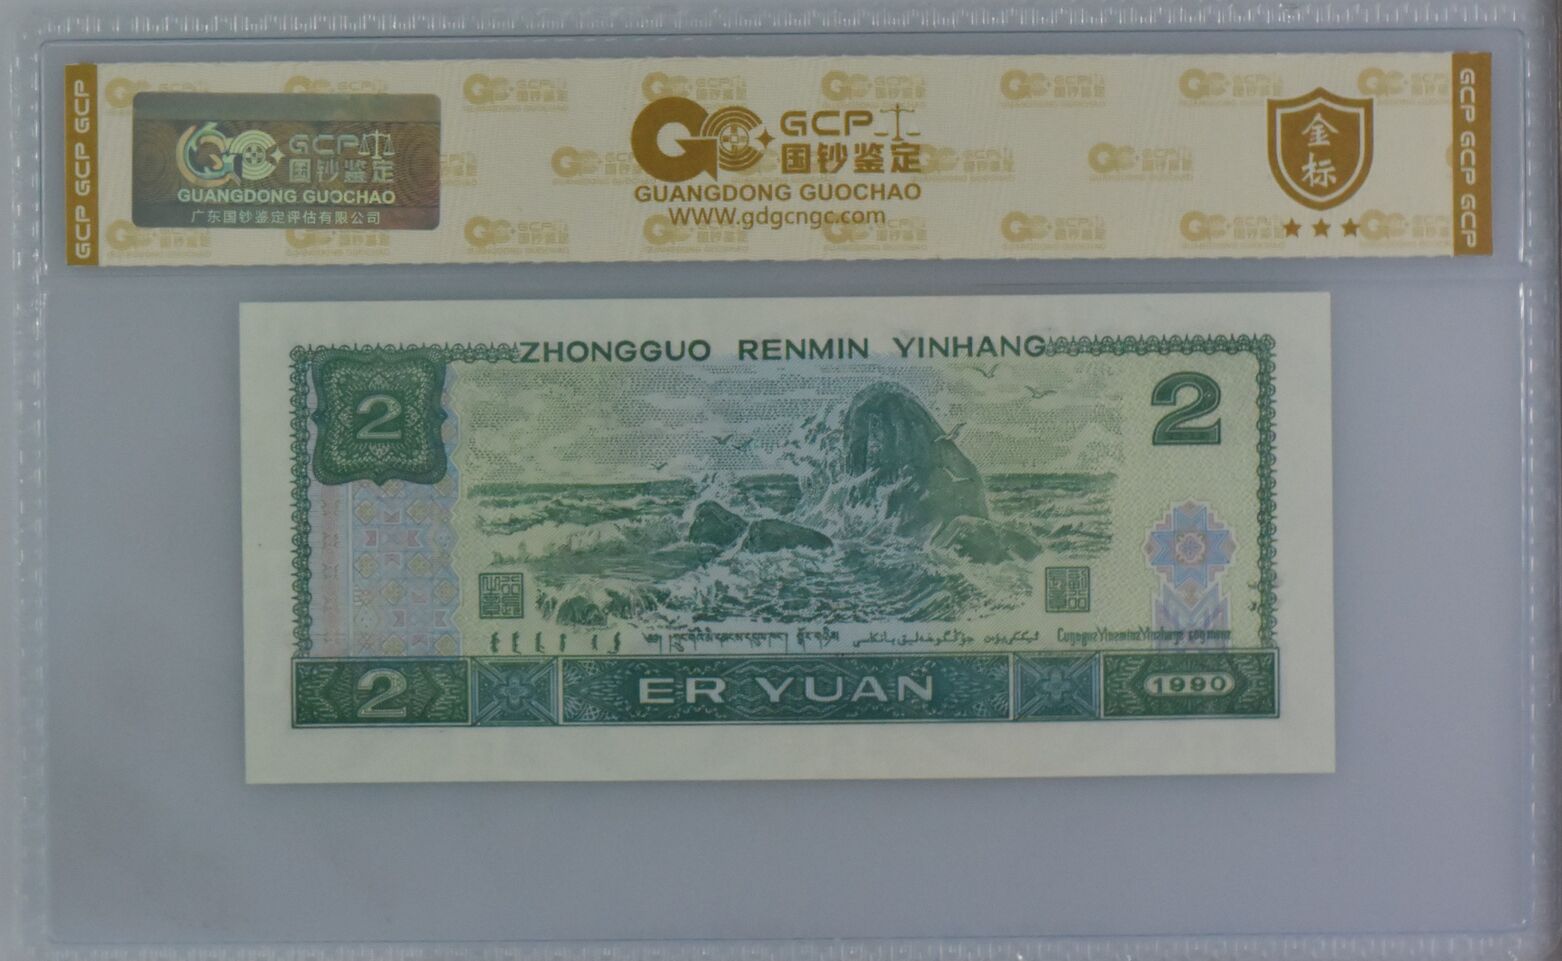 GCP GCP GCP
GCP 国钞鉴定
GUANGDONG GUOCHAO
广东国钞鉴定评估有限公司
GCP
国钞鉴定
GUANGDONG GUOCHAO
WWW.gdgcngc.com
金标
GCP GCP GCP
ZHONGGUO RENMIN YINHANG
2
2
2
ER YUAN
1990